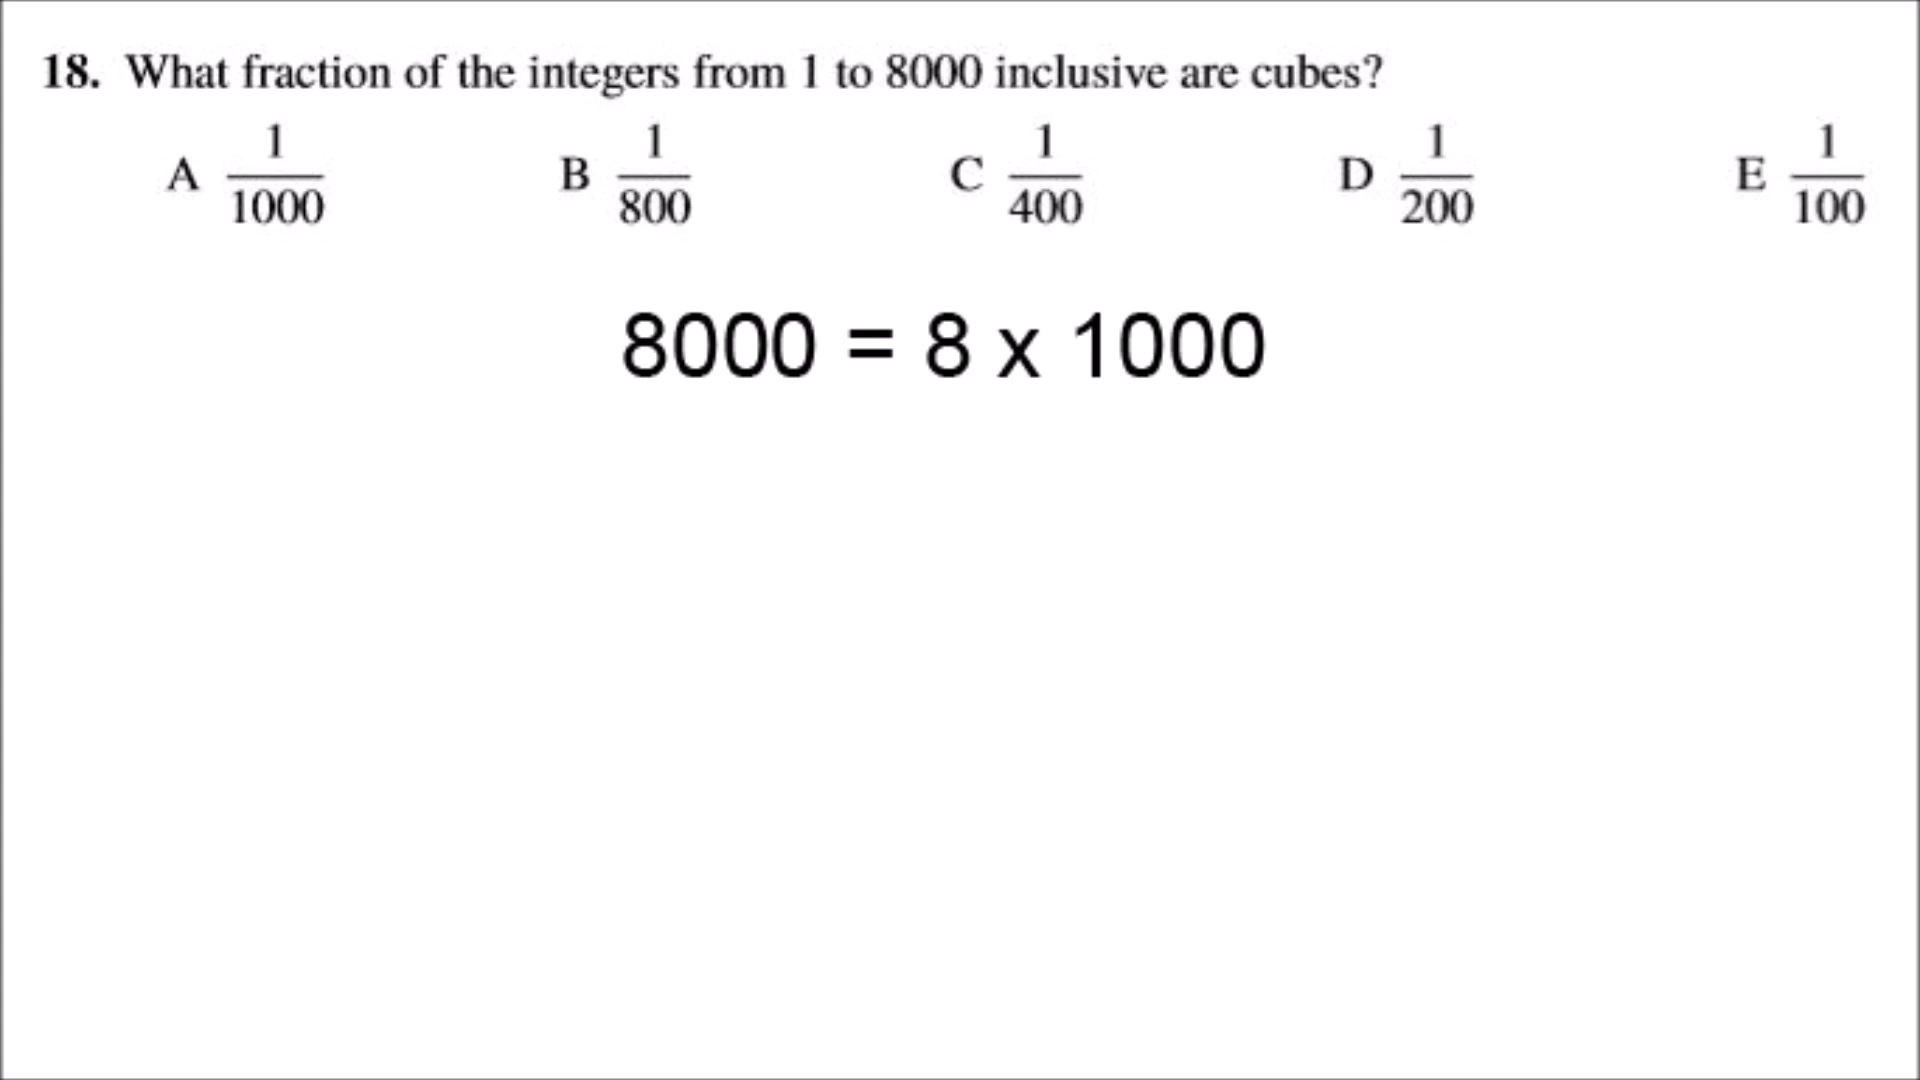 18. What fraction of the integers from 1 to 8000 inclusive are cubes?
A 1/1000 B 1/800 C 1/400 D 1/200 E 1/100
8000 = 8 x 1000